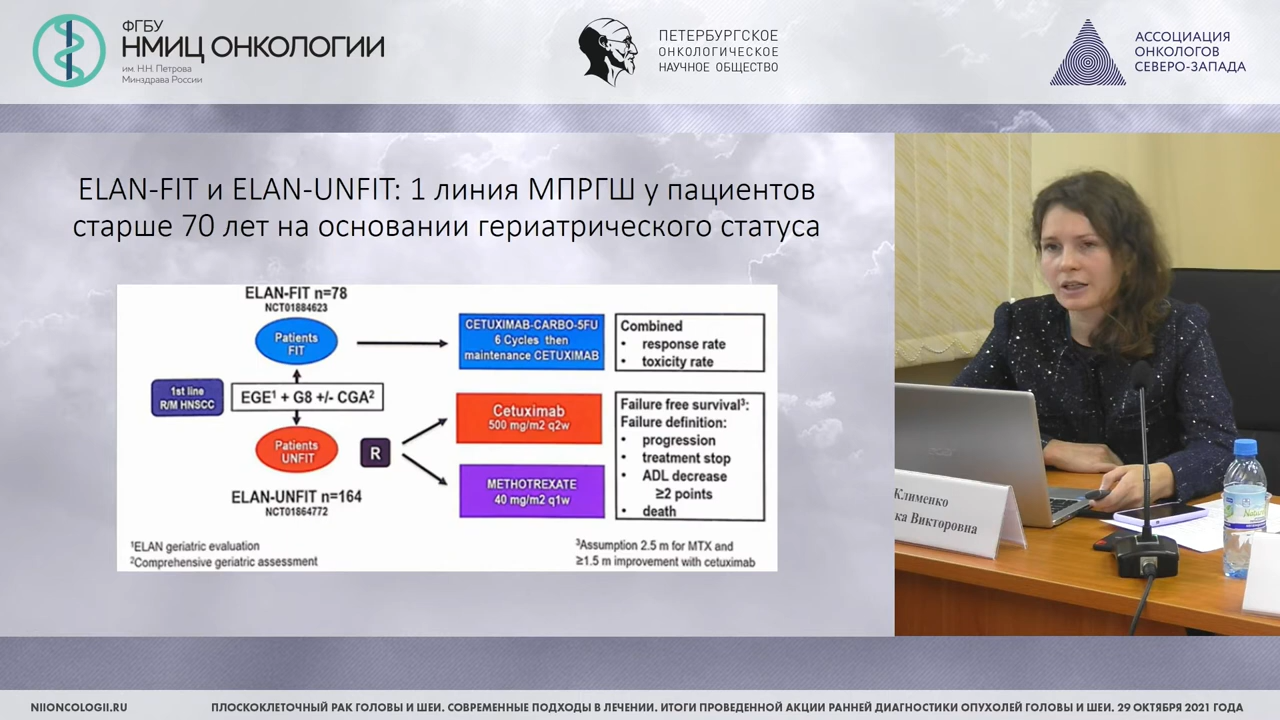 ФГБУ
НМИЦ ОНКОЛОГИИ
им. Н.Н. Петрова
Минздрава России
ПЕТЕРБУРГСКОЕ
ОНКОЛОГИЧЕСКОЕ
НАУЧНОЕ ОБЩЕСТВО
АССОЦИАЦИЯ
ОНКОЛОГОВ
СЕВЕРО-ЗАПАДА
ELAN-FIT и ELAN-UNFIT: 1 линия МПРГШ у пациентов
старше 70 лет на основании гериатрического статуса
ELAN-FIT n=78
NCT01884623
Patients
FIT
CETUXIMAB-CARBO-5FU
6 Cycles then
maintenance CETUXIMAB
Combined
• response rate
• toxicity rate
1st line
R/M HNSCC
EGE¹ + G8 +/- CGA²
Patients
UNFIT
R
Cetuximab
500 mg/m2 q2w
METHOTREXATE
40 mg/m2 q1w
Failure free survival³:
Failure definition:
• progression
• treatment stop
• ADL decrease
≥2 points
• death
ELAN-UNFIT n=164
NCT01864772
¹ELAN geriatric evaluation
²Comprehensive geriatric assessment
³Assumption 2.5 m for MTX and
≥1.5 m improvement with cetuximab
Клименко
ка Викторовна
NIIONCOLOGII.RU
ПЛОСКОКЛЕТОЧНЫЙ РАК ГОЛОВЫ И ШЕИ. СОВРЕМЕННЫЕ ПОДХОДЫ В ЛЕЧЕНИИ. ИТОГИ ПРОВЕДЕННОЙ АКЦИИ РАННЕЙ ДИАГНОСТИКИ ОПУХОЛЕЙ ГОЛОВЫ И ШЕИ. 29 ОКТЯБРЯ 2021 ГОДА